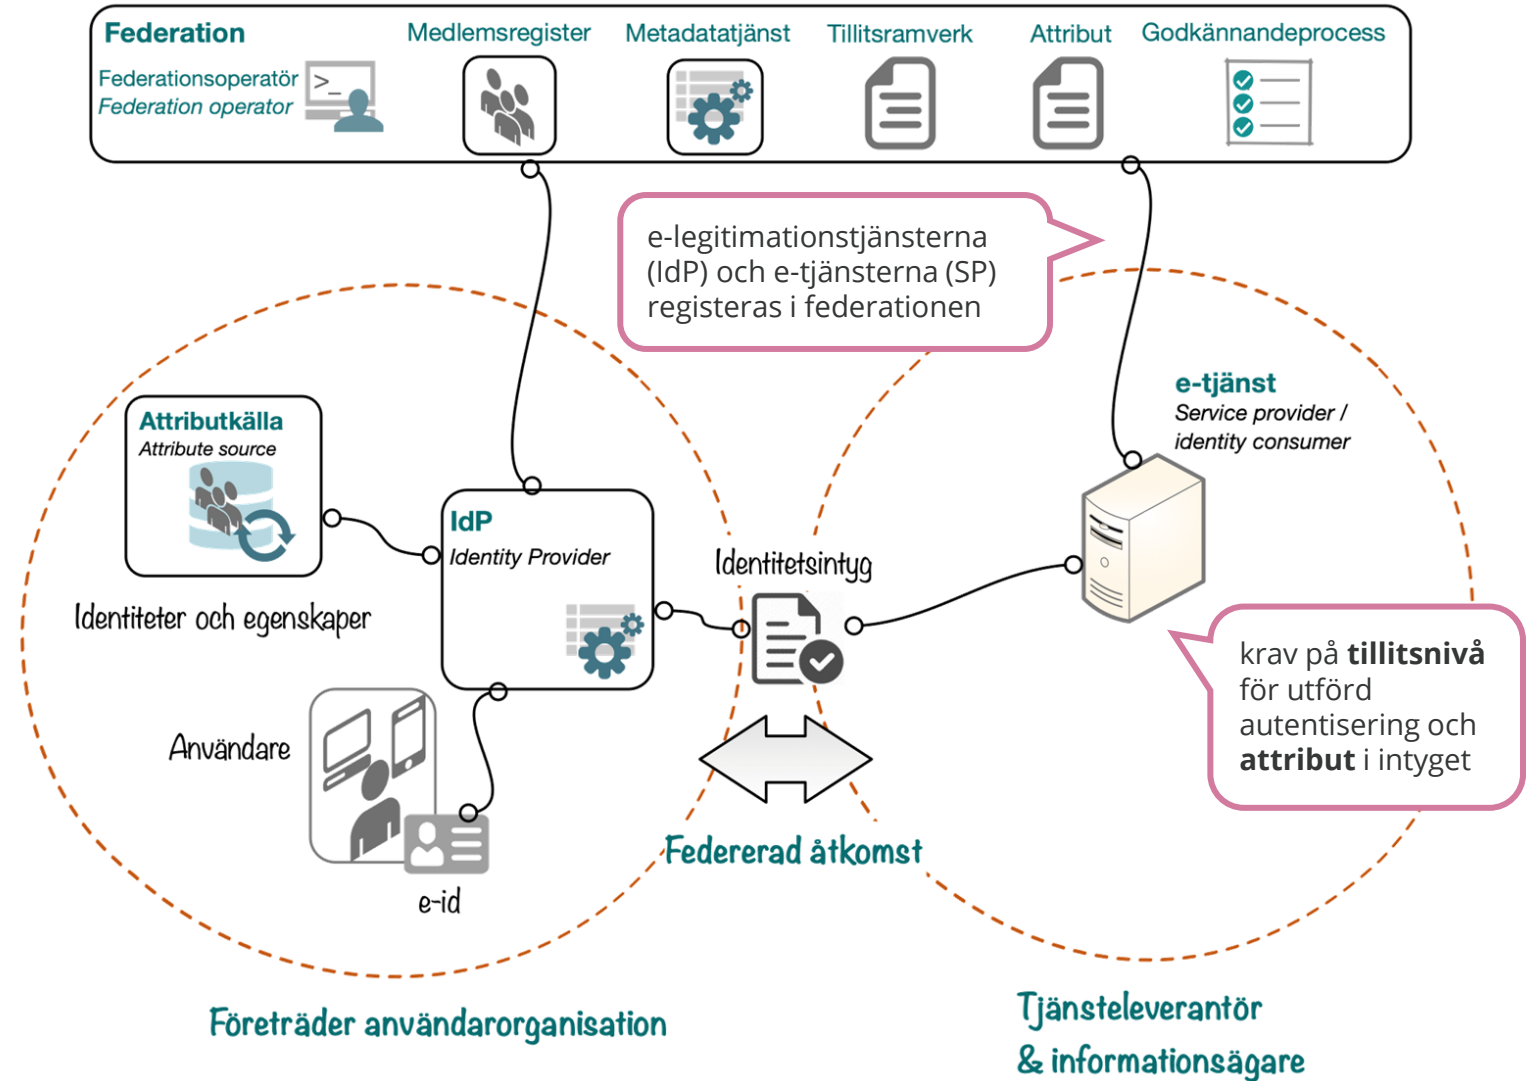 Federation
Federationsoperatör
Federation operator
>_
Medlemsregister
Metadatatjänst
Tillitsramverk
Attribut
Godkännandeprocess
e-legitimationstjänsterna
(IdP) och e-tjänsterna (SP)
registeras i federationen
Attributkälla
Attribute source
Identiteter och egenskaper
IdP
Identity Provider
Användare
e-id
Identitetsintyg
e-tjänst
Service provider /
identity consumer
krav på tillitsnivå
för utförd
autentisering och
attribut i intyget
Federerad åtkomst
Företräder användarorganisation
Tjänsteleverantör
& informationsägare